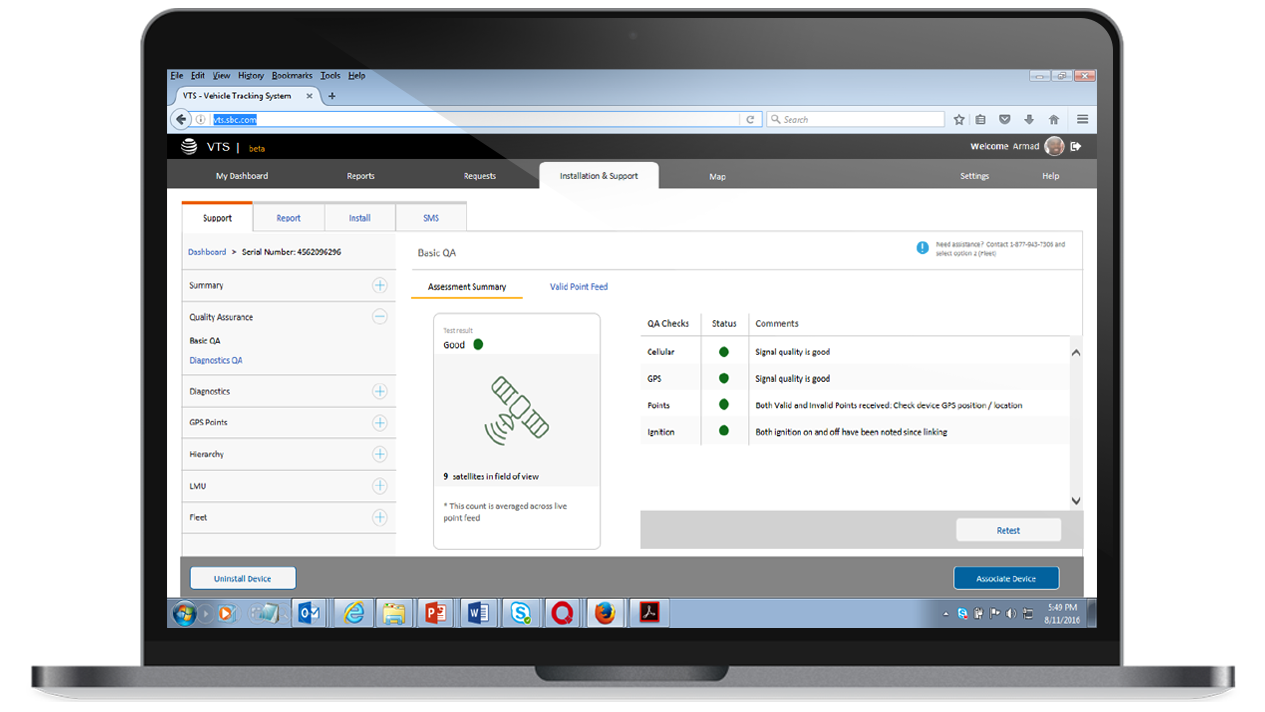 File Edit View History Bookmarks Tools Help
VTS - Vehicle Tracking System
vts.sbc.com
Search
VTS | beta
Welcome Armad
My Dashboard Reports Requests Installation & Support Map Settings Help
Support Report Install SMS
Dashboard > Serial Number: 4562096296
Basic QA
Need assistance? Contact 1-877-943-7306 and
select option 2 (Fleet)
Summary
Assessment Summary Valid Point Feed
Quality Assurance
Basic QA
Diagnostics QA
Diagnostics
GPS Points
Hierarchy
LMU
Fleet
Test result
Good
9 satellites in field of view
* This count is averaged across live
point feed
QA Checks Status Comments
Cellular Signal quality is good
GPS Signal quality is good
Points Both Valid and Invalid Points received: Check device GPS position / location
Ignition Both ignition on and off have been noted since linking
Retest
Uninstall Device Associate Device
5:49 PM
8/11/2016